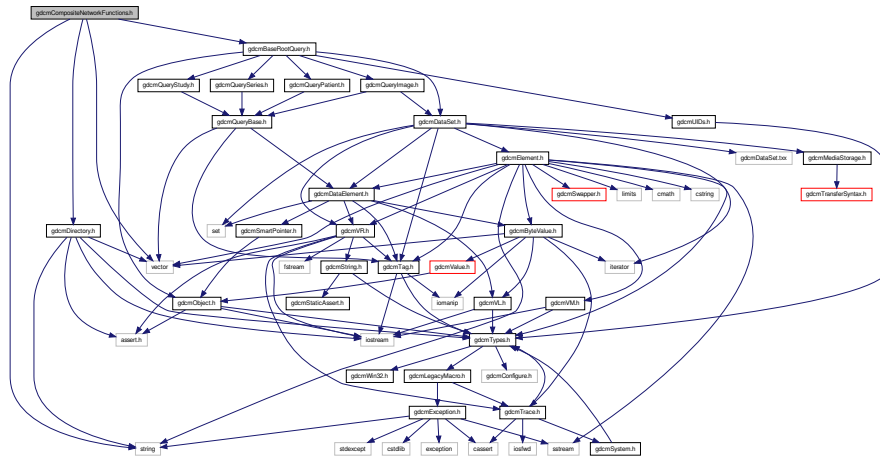 gdcmCompositeNetworkFunctions.h
gdcmBaseRootQuery.h
gdcmQueryStudy.h
gdcmQuerySeries.h
gdcmQueryPatient.h
gdcmQueryImage.h
gdcmQueryBase.h
gdcmDataSet.h
gdcmUIDs.h
gdcmElement.h
gdcmDataSet.txx
gdcmMediaStorage.h
gdcmDataElement.h
gdcmSwapper.h
limits
cmath
cstring
gdcmTransferSyntax.h
gdcmDirectory.h
set
gdcmSmartPointer.h
gdcmVR.h
gdcmByteValue.h
vector
fstream
gdcmString.h
gdcmTag.h
gdcmValue.h
iterator
gdcmObject.h
gdcmStaticAssert.h
iomanip
gdcmVL.h
gdcmVM.h
assert.h
iostream
gdcmTypes.h
gdcmWin32.h
gdcmLegacyMacro.h
gdcmConfigure.h
gdcmException.h
gdcmTrace.h
string
stdexcept
cstdlib
exception
cassert
iosfwd
sstream
gdcmSystem.h